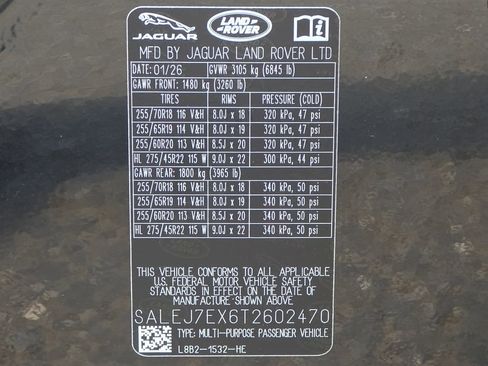 JAGUAR LAND ROVER
MFD BY JAGUAR LAND ROVER LTD
DATE: 01/26 GVWR 3105 kg (6845 lb)
GAWR FRONT: 1480 kg (3260 lb)
TIRES RIMS PRESSURE (COLD)
255/70R18 116 V&H 8.0J x 18 320 kPa, 47 psi
255/65R19 114 V&H 8.0J x 19 320 kPa, 47 psi
255/60R20 113 V&H 8.5J x 20 320 kPa, 47 psi
HL 275/45R22 115 W 9.0J x 22 300 kPa, 44 psi
GAWR REAR: 1800 kg (3965 lb)
255/70R18 116 V&H 8.0J x 18 340 kPa, 50 psi
255/65R19 114 V&H 8.0J x 19 340 kPa, 50 psi
255/60R20 113 V&H 8.5J x 20 340 kPa, 50 psi
HL 275/45R22 115 W 9.0J x 22 340 kPa, 50 psi
THIS VEHICLE CONFORMS TO ALL APPLICABLE
U.S. FEDERAL MOTOR VEHICLE SAFETY
STANDARDS IN EFFECT ON THE DATE OF
MANUFACTURE SHOWN ABOVE.
SALEJ7EX6T2602470
TYPE: MULTI-PURPOSE PASSENGER VEHICLE
L8B2-1532-HE